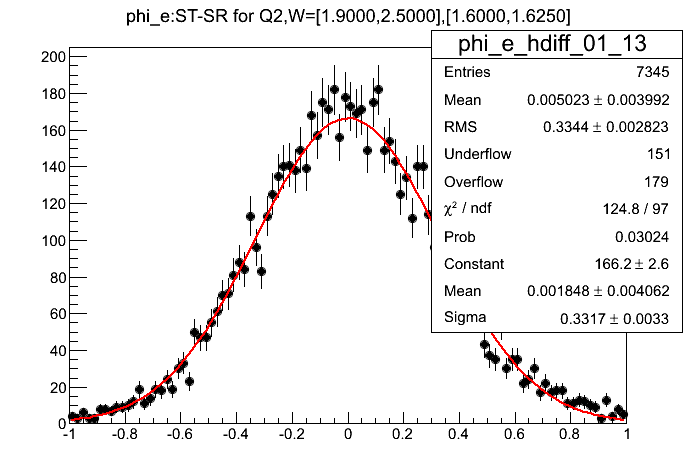 phi_e:ST-SR for Q2,W=[1.9000,2.5000],[1.6000,1.6250]
phi_e_hdiff_01_13
Entries 7345
Mean 0.005023 ± 0.003992
RMS 0.3344 ± 0.002823
Underflow 151
Overflow 179
χ² / ndf 124.8 / 97
Prob 0.03024
Constant 166.2 ± 2.6
Mean 0.001848 ± 0.004062
Sigma 0.3317 ± 0.0033
200
180
160
140
120
100
80
60
40
20
0
-1 -0.8 -0.6 -0.4 -0.2 0 0.2 0.4 0.6 0.8 1